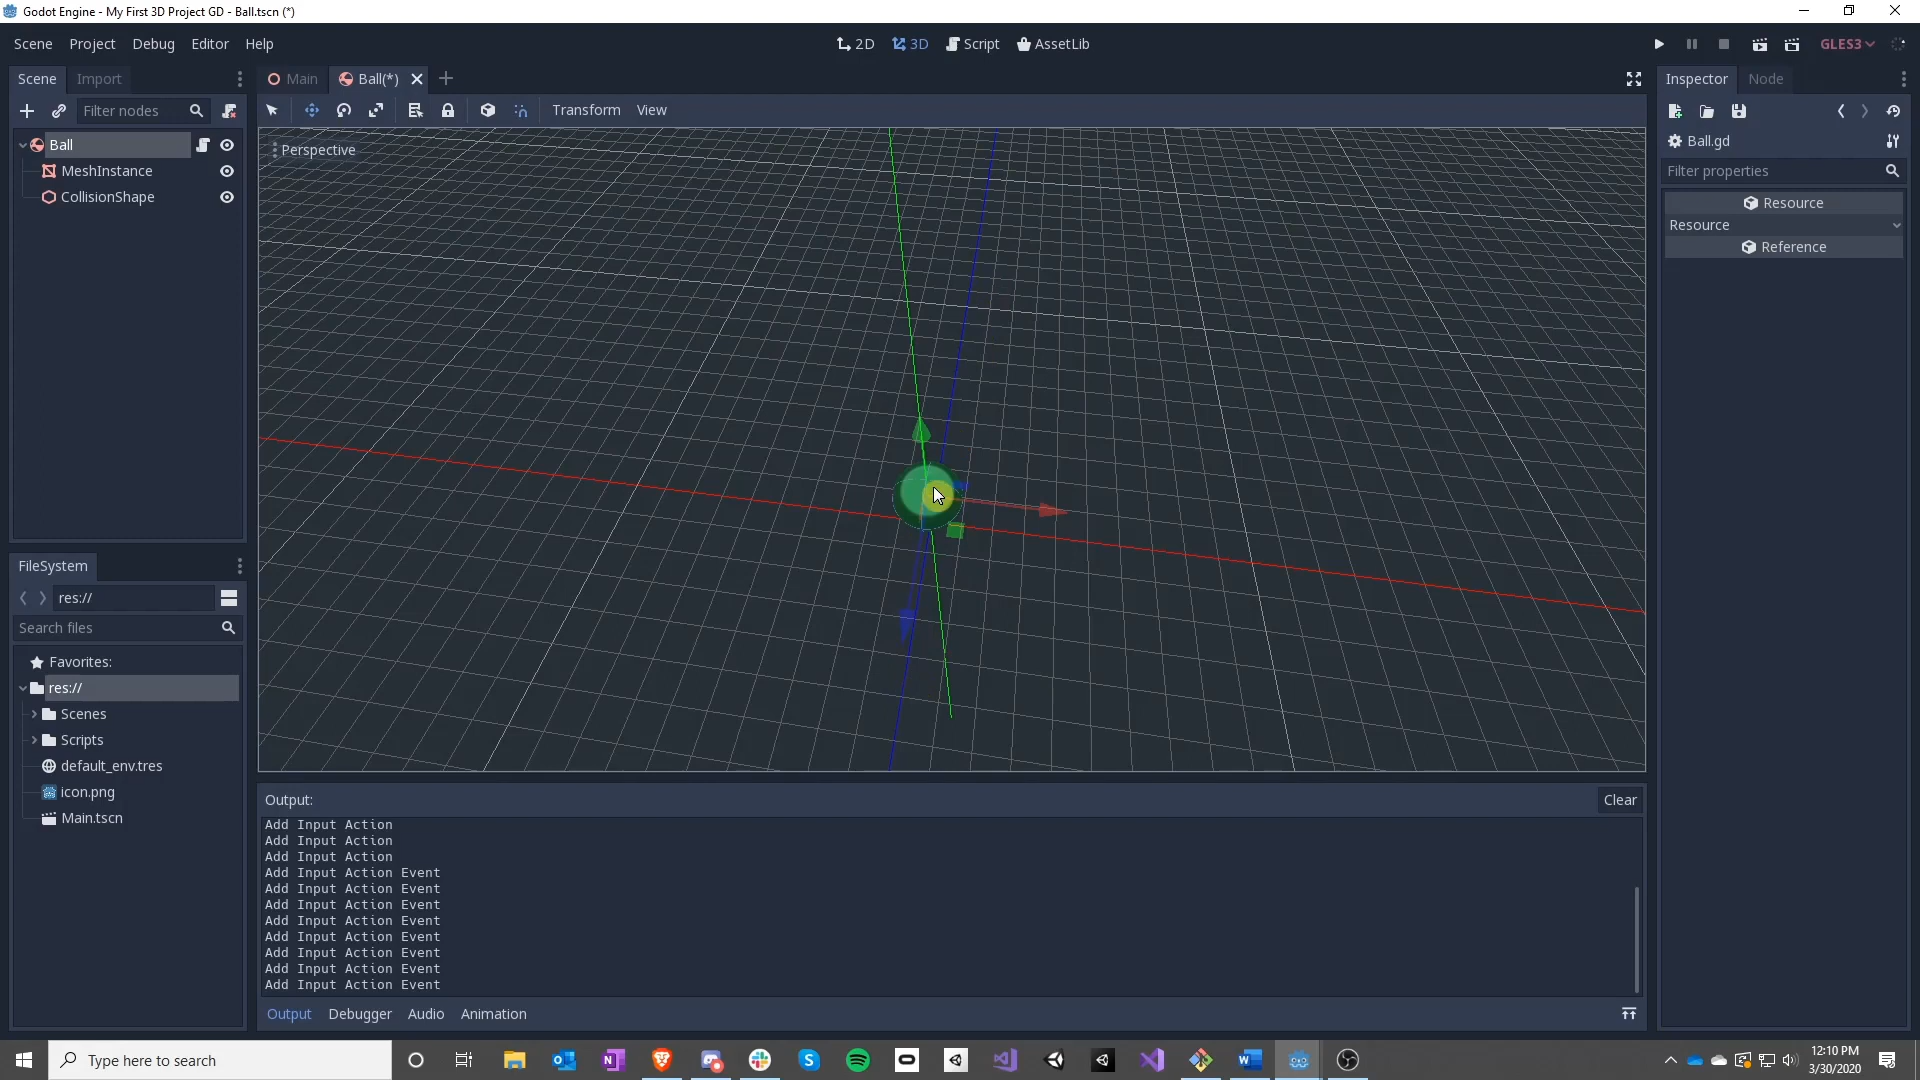 Godot Engine - My First 3D Project GD - Ball.tscn (*)
Scene Project Debug Editor Help
2D 3D Script AssetLib
GLES3
Scene Import
Main Ball(*)
Inspector Node
Filter nodes
Transform View
Ball
MeshInstance
CollisionShape
Perspective
Ball.gd
Filter properties
Resource
Resource
Reference
FileSystem
res://
Search files
Favorites:
res://
Scenes
Scripts
default_env.tres
icon.png
Main.tscn
Output:
Clear
Add Input Action
Add Input Action
Add Input Action
Add Input Action Event
Add Input Action Event
Add Input Action Event
Add Input Action Event
Add Input Action Event
Add Input Action Event
Add Input Action Event
Add Input Action Event
Output Debugger Audio Animation
Type here to search
12:10 PM
3/30/2020